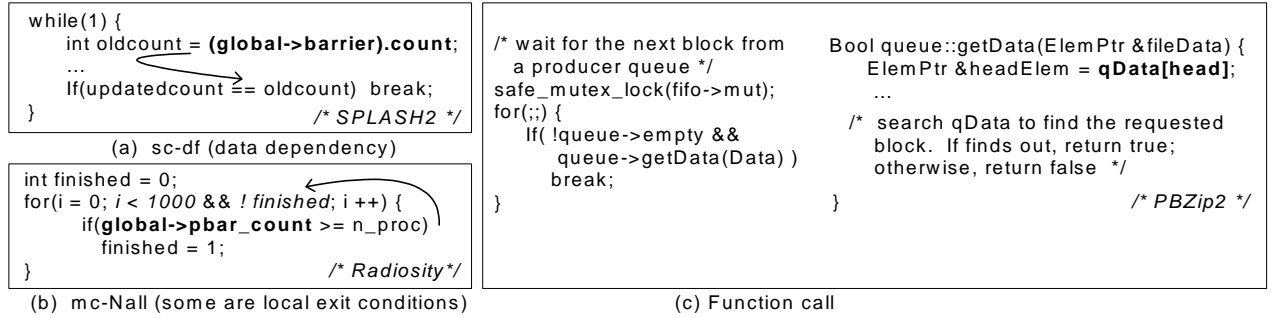 while(1) {
int oldcount = (global->barrier).count;
...
If(updatedcount == oldcount) break;
}
/* SPLASH2 */
(a) sc-df (data dependency)
int finished = 0;
for(i = 0; i < 1000 && ! finished; i ++) {
if(global->pbar_count >= n_proc)
finished = 1;
}
/* Radiosity*/
(b) mc-Nall (some are local exit conditions)
/* wait for the next block from
a producer queue */
safe_mutex_lock(fifo->mut);
for(;;) {
If( !queue->empty &&
queue->getData(Data) )
break;
}
Bool queue::getData(ElemPtr &fileData) {
ElemPtr &headElem = qData[head];
...
/* search qData to find the requested
block. If finds out, return true;
otherwise, return false */
}
/* PBZip2 */
(c) Function call